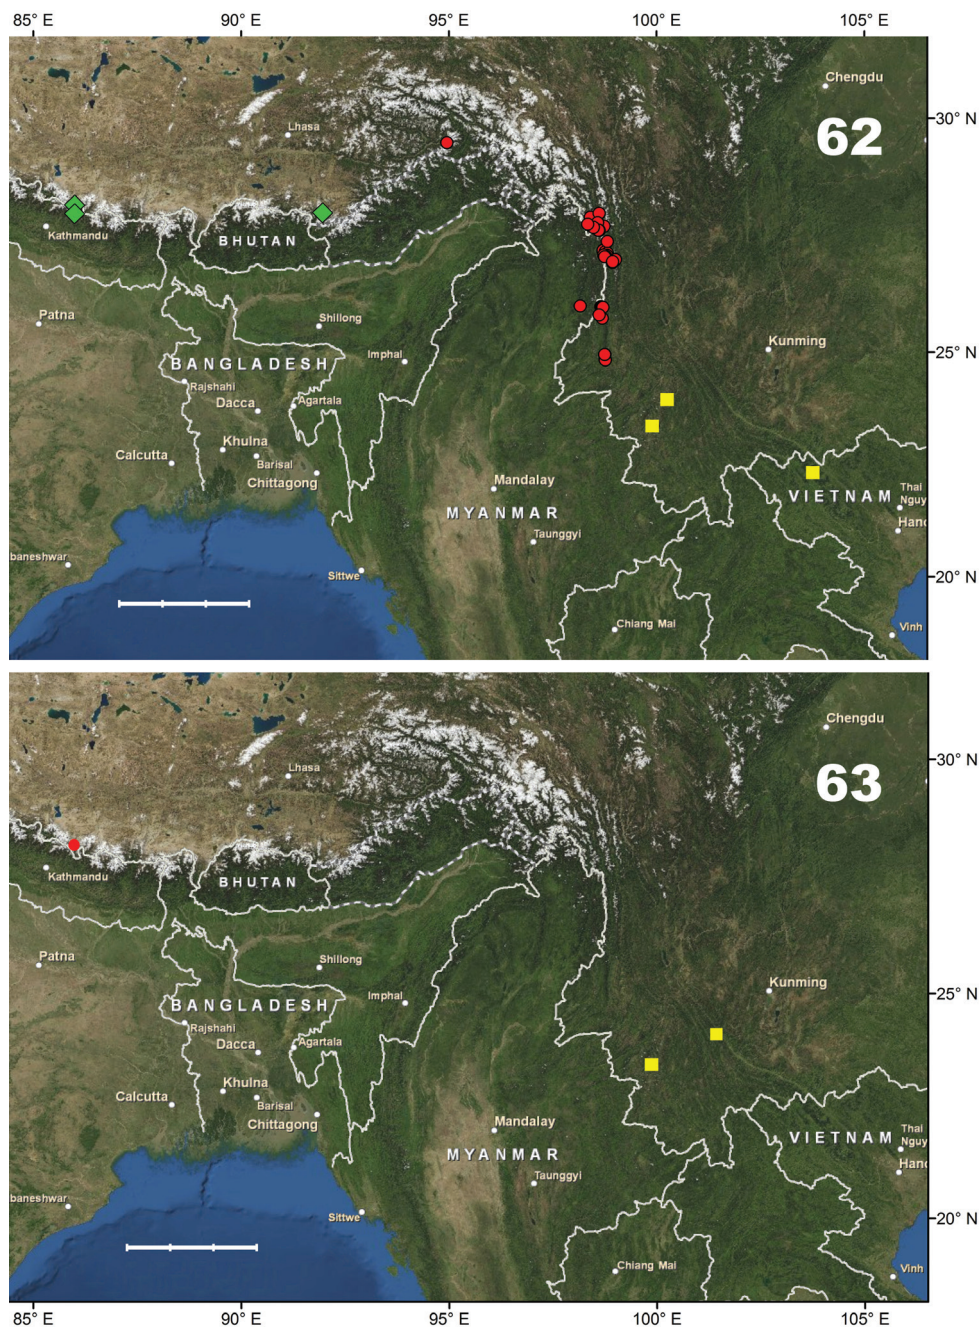 85° E 90° E 95° E 100° E 105° E
Chengdu
30° N
62
Lhasa
Kathmandu
BHUTAN
Patna
Shillong
Kunming
Imphal
25° N
BANGLADESH
Rajshahi
Dacca
Agartala
Khulna
Calcutta
Barisal
Chittagong
Mandalay
VIETNAM
Thai
Nguy
MYANMAR
Hano
Taunggyi
baneshwar
Sittwe
20° N
Chiang Mai
Vinh
Chengdu
30° N
63
Lhasa
Kathmandu
BHUTAN
Patna
Shillong
Kunming
Imphal
25° N
BANGLADESH
Rajshahi
Dacca
Agartala
Khulna
Calcutta
Barisal
Chittagong
Mandalay
VIETNAM
Thai
Nguy
MYANMAR
Hano
Taunggyi
baneshwar
Sittwe
20° N
Chiang Mai
Vinh
85° E 90° E 95° E 100° E 105° E